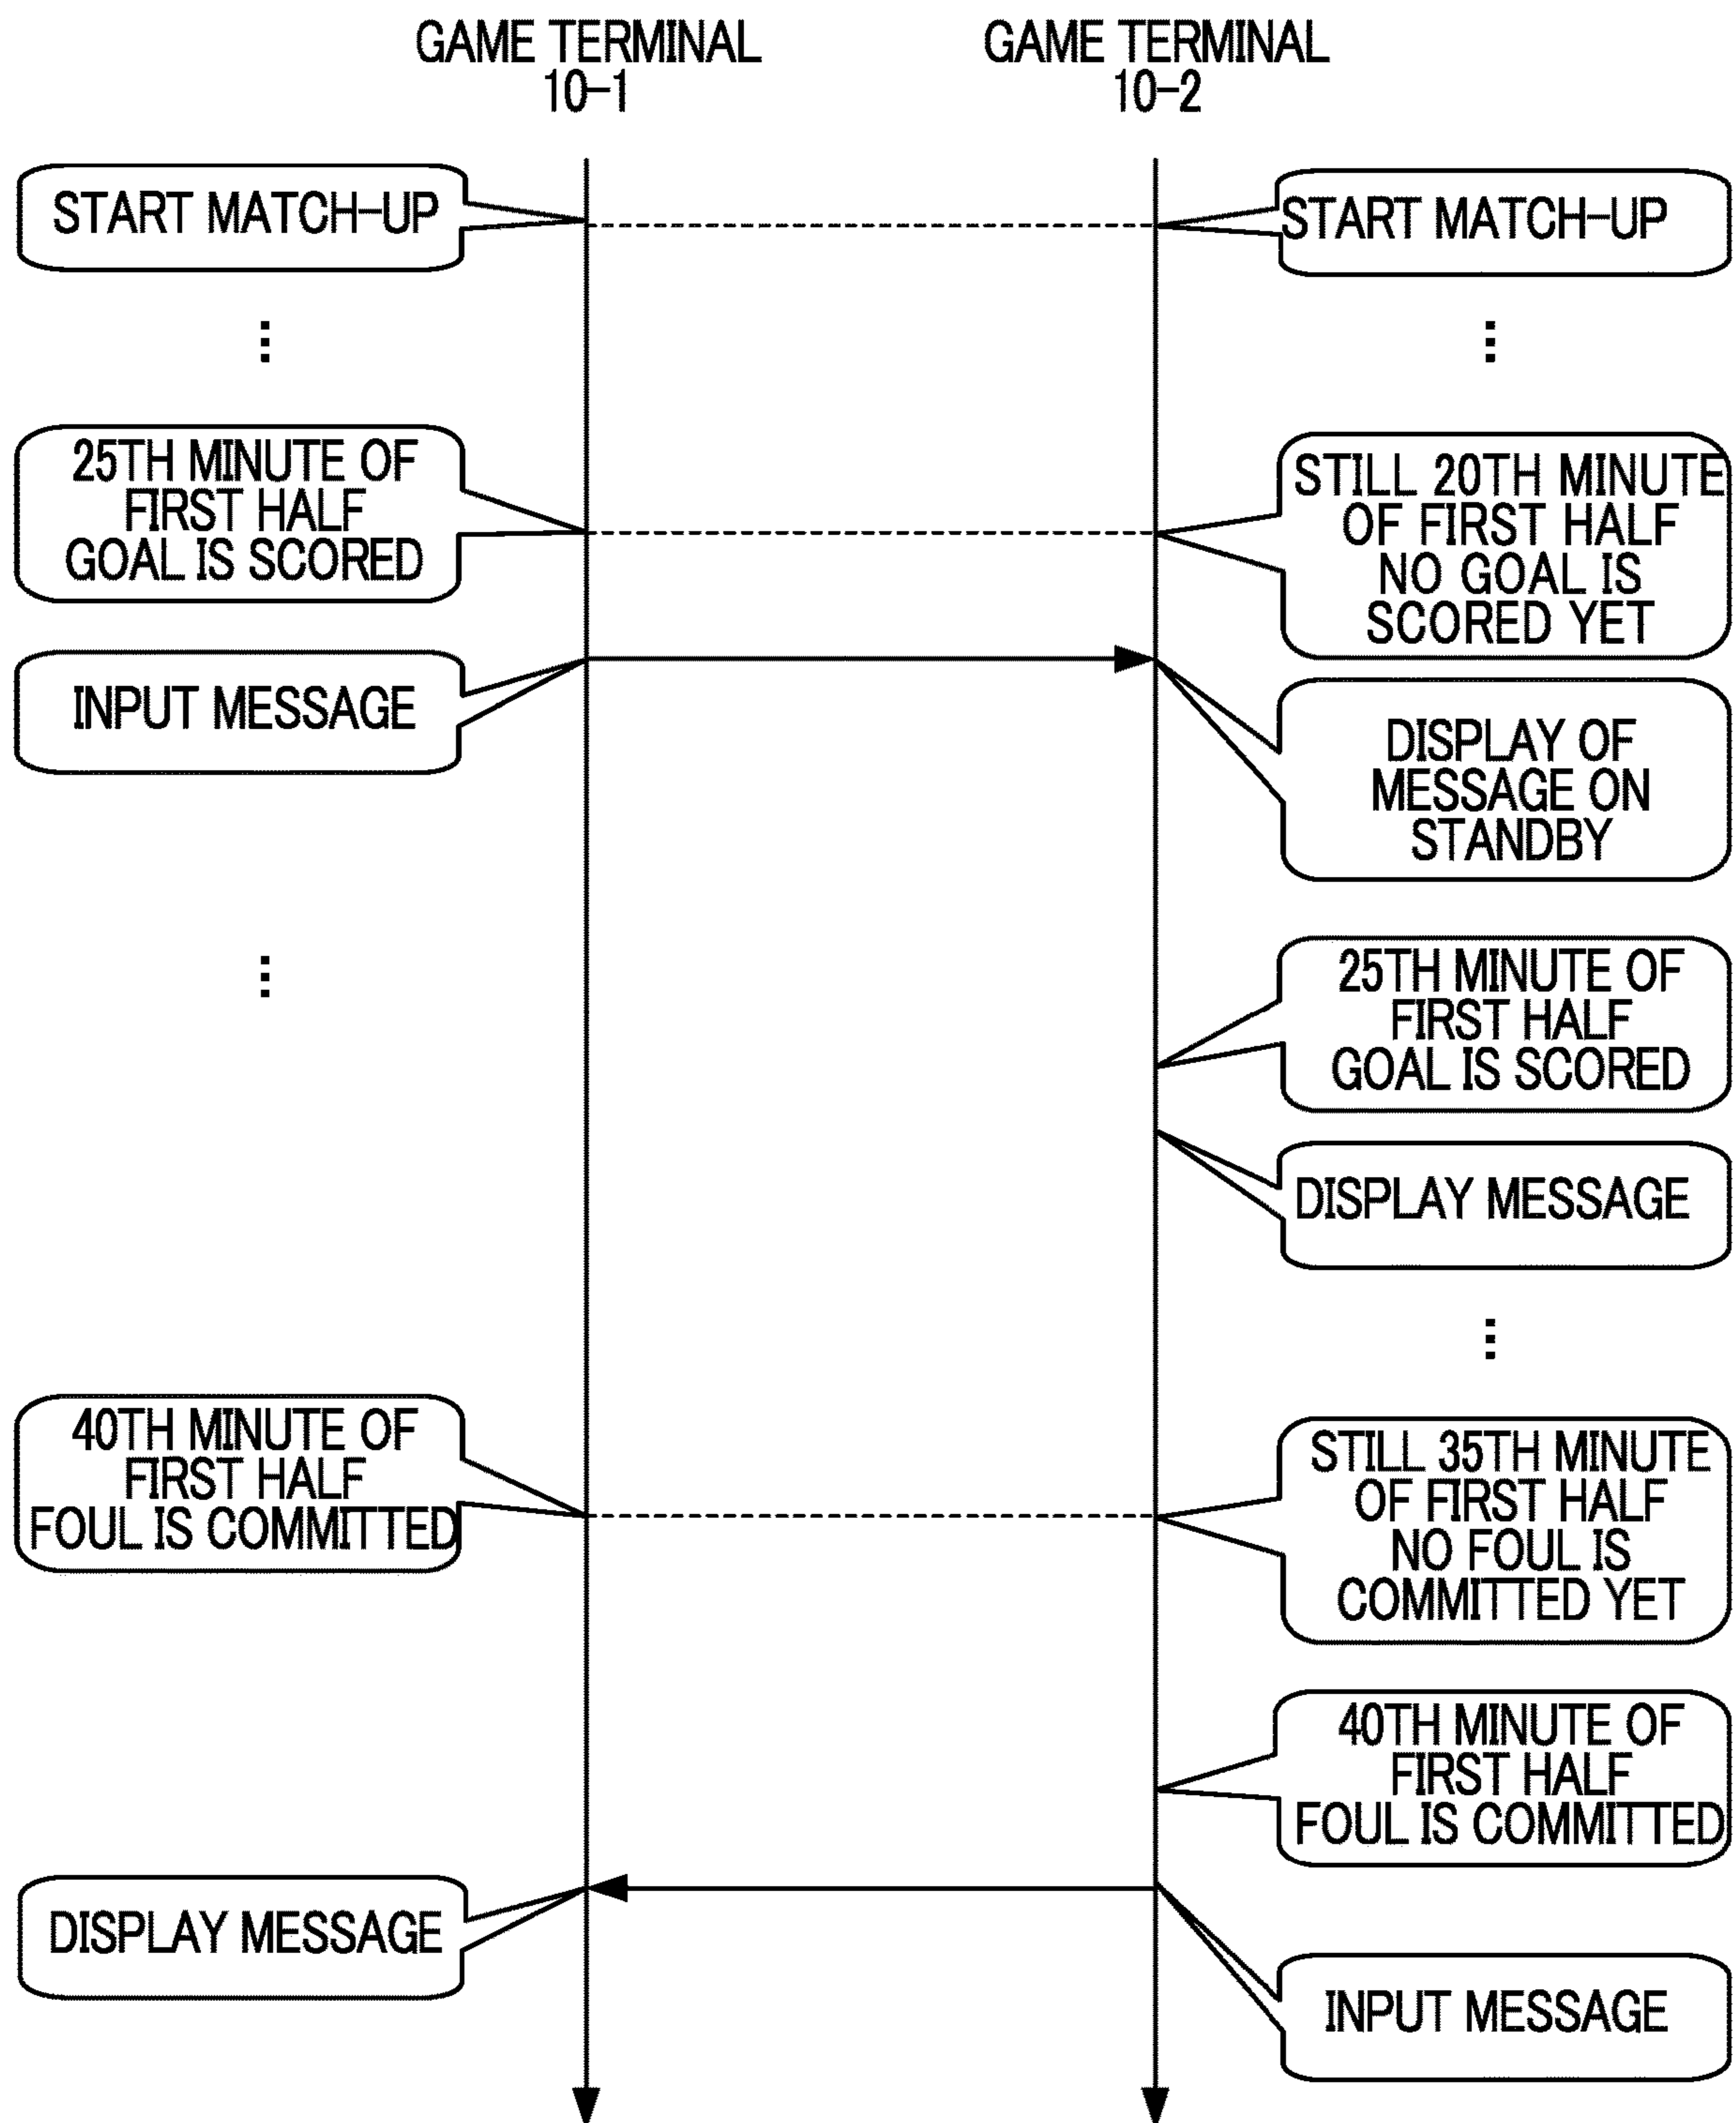 GAME TERMINAL
10-1
GAME TERMINAL
10-2
START MATCH-UP
START MATCH-UP
25TH MINUTE OF
FIRST HALF
GOAL IS SCORED
STILL 20TH MINUTE
OF FIRST HALF
NO GOAL IS
SCORED YET
INPUT MESSAGE
DISPLAY OF
MESSAGE ON
STANDBY
25TH MINUTE OF
FIRST HALF
GOAL IS SCORED
DISPLAY MESSAGE
40TH MINUTE OF
FIRST HALF
FOUL IS COMMITTED
STILL 35TH MINUTE
OF FIRST HALF
NO FOUL IS
COMMITTED YET
40TH MINUTE OF
FIRST HALF
FOUL IS COMMITTED
DISPLAY MESSAGE
INPUT MESSAGE